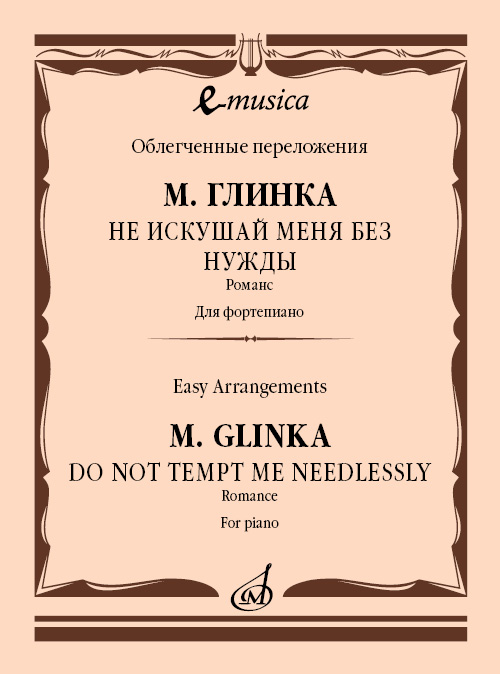 e-musica
Облегченные переложения
М. ГЛИНКА
НЕ ИСКУШАЙ МЕНЯ БЕЗ
НУЖДЫ
Романс
Для фортепиано
Easy Arrangements
M. GLINKA
DO NOT TEMPT ME NEEDLESSLY
Romance
For piano